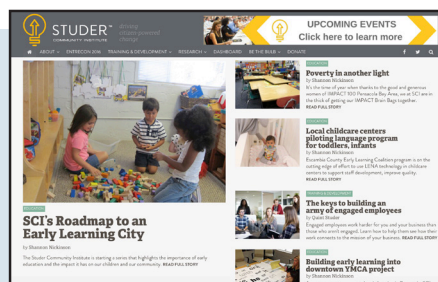 STUDER™
COMMUNITY INSTITUTE
driving
citizen-powered
change
UPCOMING EVENTS
Click here to learn more
ABOUT
ENTRECON 2016
TRAINING & DEVELOPMENT
RESEARCH
DASHBOARD
BE THE BULB
DONATE
EDUCATION
SCI's Roadmap to an
Early Learning City
by Shannon Nickinson
The Studer Community Institute is starting a series that highlights the importance of early
education and the impact it has on our children and our community. READ FULL STORY
EDUCATION
Poverty in another light
by Shannon Nickinson
It's the time of year when thanks to the good and generous
women of IMPACT 100 Pensacola Bay Area, we at SCI are in
the thick of getting our IMPACT Brain Bags together.
READ FULL STORY
EDUCATION
Local childcare centers
piloting language program
for toddlers, infants
by Shannon Nickinson
Escambia County Early Learning Coalition program is on the
cutting edge of effort to use LENA technology in childcare
centers to support staff development, improve quality.
READ FULL STORY
The keys to building an
army of engaged employees
by Quint Studer
Engaged employees work harder for you and your business than
those who aren't engaged. Learn how to help them see how their
work connects to the mission of your business. READ FULL STORY
EDUCATION
Building early learning into
downtown YMCA project
by Shannon Nickinson